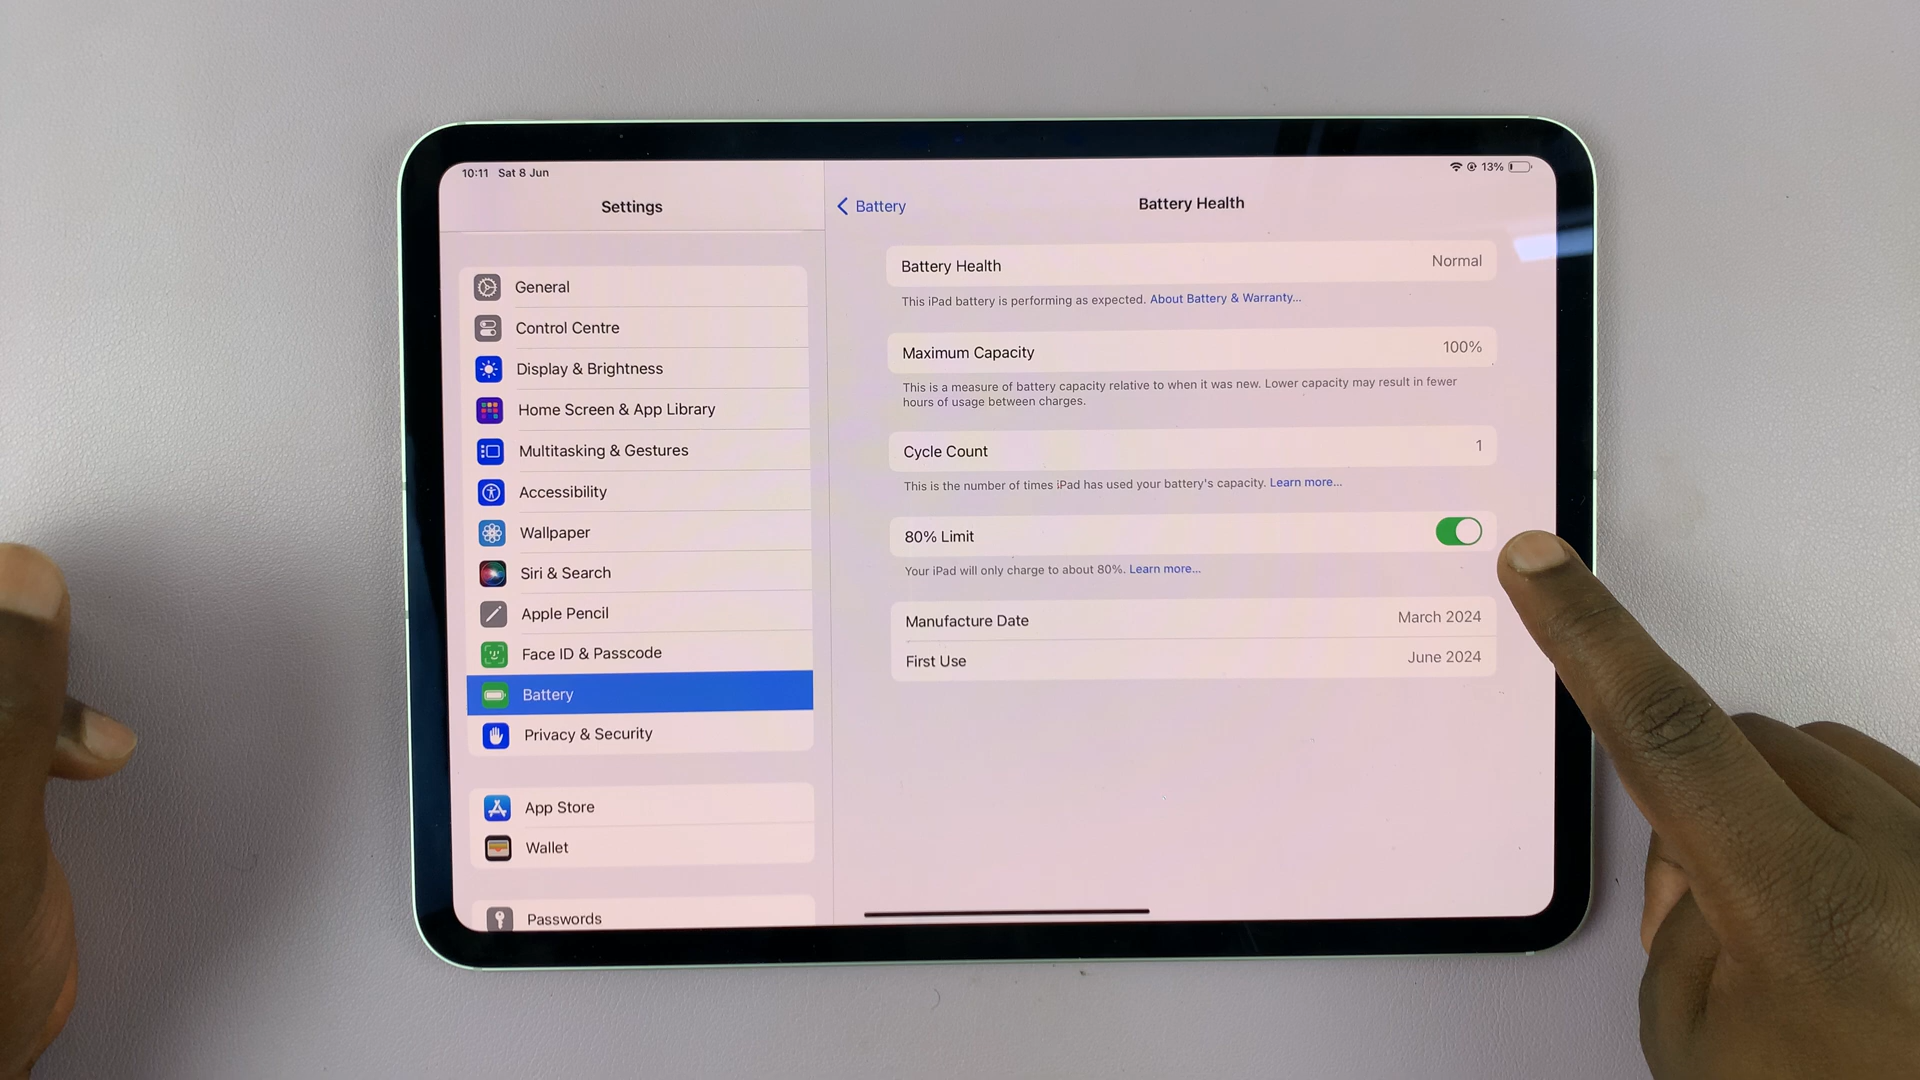 10:11 Sat 8 Jun
13%
Settings
General
Control Centre
Display & Brightness
Home Screen & App Library
Multitasking & Gestures
Accessibility
Wallpaper
Siri & Search
Apple Pencil
Face ID & Passcode
Battery
Privacy & Security
App Store
Wallet
Passwords
Battery
Battery Health
Battery Health Normal
This iPad battery is performing as expected. About Battery & Warranty...
Maximum Capacity 100%
This is a measure of battery capacity relative to when it was new. Lower capacity may result in fewer
hours of usage between charges.
Cycle Count 1
This is the number of times iPad has used your battery's capacity. Learn more...
80% Limit
Your iPad will only charge to about 80%. Learn more...
Manufacture Date March 2024
First Use June 2024